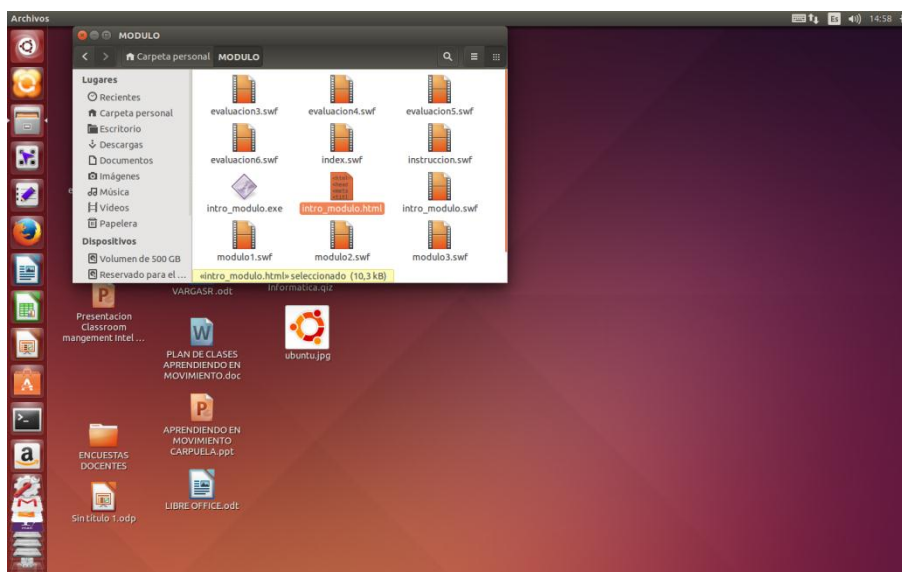 Archivos
Es
14:58
MODULO
Carpeta personal
MODULO
Lugares
Recientes
Carpeta personal
Escritorio
Descargas
Documentos
Imágenes
Música
Vídeos
Papelera
Dispositivos
Volumen de 500 GB
Reservado para el ...
evaluacion3.swf
evaluacion4.swf
evaluacion5.swf
evaluacion6.swf
index.swf
instruccion.swf
intro_modulo.exe
intro_modulo.html
intro_modulo.swf
modulo1.swf
modulo2.swf
modulo3.swf
«intro_modulo.html» seleccionado (10,3 kB)
VARGASR.odt
Informatica.qiz
Presentacion
Classroom
mangement Intel ...
PLAN DE CLASES
APRENDIENDO EN
MOVIMIENTO.doc
ubuntu.jpg
APRENDIENDO EN
MOVIMIENTO
CARPUELA.ppt
ENCUESTAS
DOCENTES
LIBRE OFFICE.odt
Sin título 1.odp